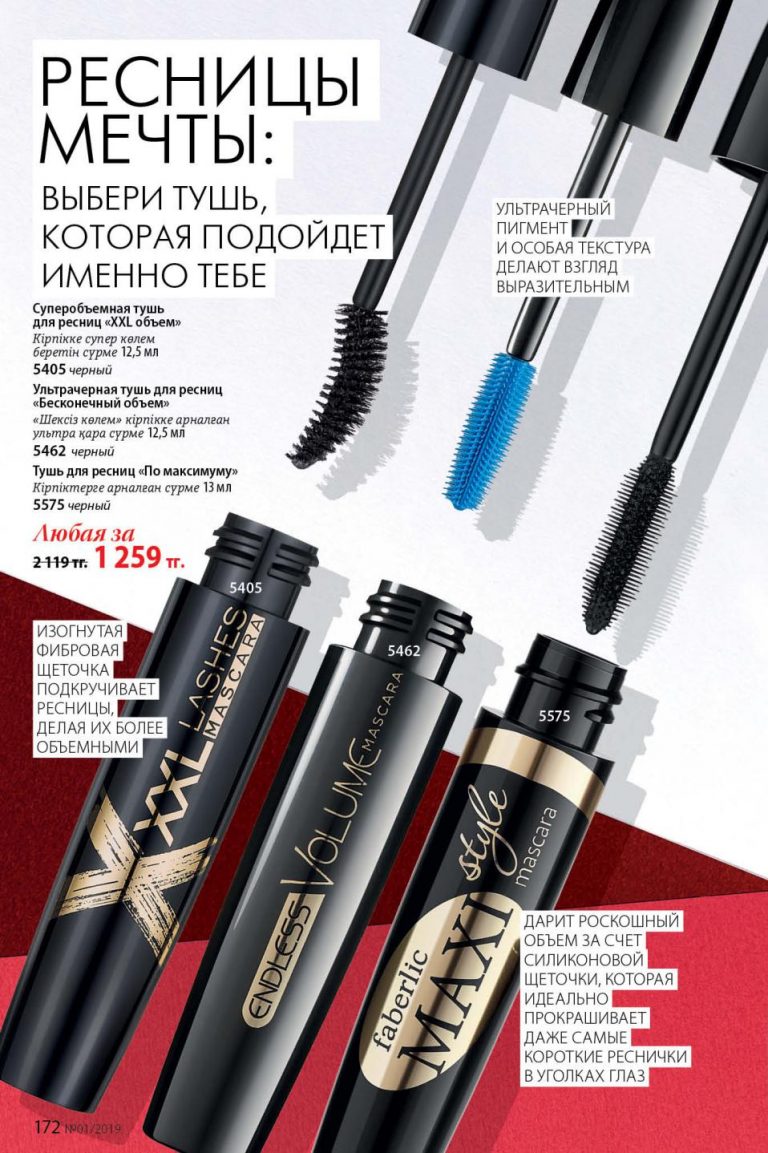 РЕСНИЦЫ
МЕЧТЫ:
ВЫБЕРИ ТУШЬ,
КОТОРАЯ ПОДОЙДЕТ
ИМЕННО ТЕБЕ
Суперобъемная тушь
для ресниц «XXL объем»
Кірпікке супер көлем
беретін сүрме 12,5 мл
5405 черный
Ультрачерная тушь для ресниц
«Бесконечный объем»
«Шексіз көлем» кірпікке арналған
ультра қара сүрме 12,5 мл
5462 черный
Тушь для ресниц «По максимуму»
Кірпіктерге арналған сүрме 13 мл
5575 черный
Любая за
2 119 тг. 1 259 тг.
УЛЬТРАЧЕРНЫЙ
ПИГМЕНТ
И ОСОБАЯ ТЕКСТУРА
ДЕЛАЮТ ВЗГЛЯД
ВЫРАЗИТЕЛЬНЫМ
ИЗОГНУТАЯ
ФИБРОВАЯ
ЩЕТОЧКА
ПОДКРУЧИВАЕТ
РЕСНИЦЫ,
ДЕЛАЯ ИХ БОЛЕЕ
ОБЪЕМНЫМИ
5405
XXL LASHES
MASCARA
5462
ENDLESS VOLUME MASCARA
5575
faberlic
MAXI style
mascara
ДАРИТ РОСКОШНЫЙ
ОБЪЕМ ЗА СЧЕТ
СИЛИКОНОВОЙ
ЩЕТОЧКИ, КОТОРАЯ
ИДЕАЛЬНО
ПРОКРАШИВАЕТ
ДАЖЕ САМЫЕ
КОРОТКИЕ РЕСНИЧКИ
В УГОЛКАХ ГЛАЗ
172 №01/2019